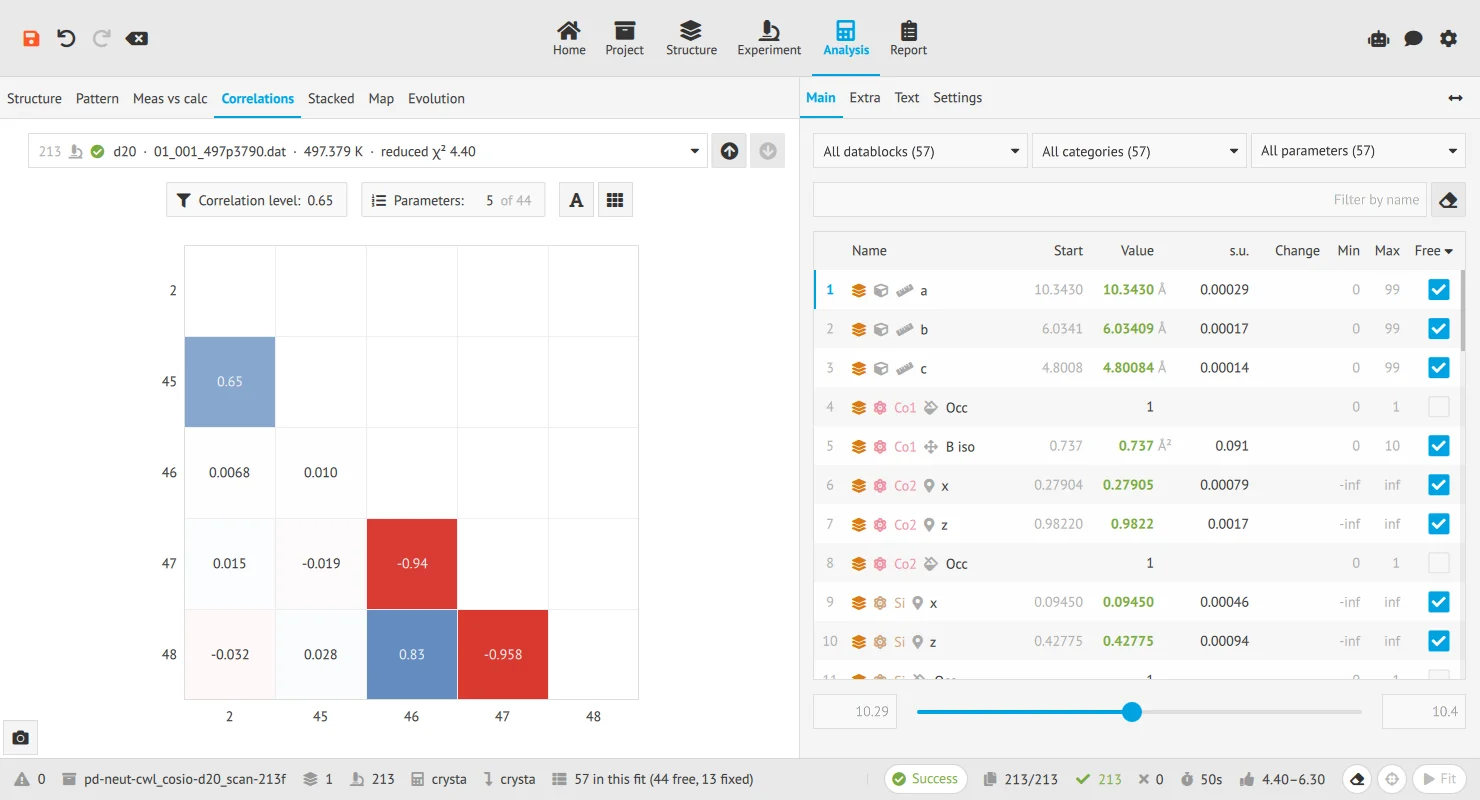 Home Project Structure Experiment Analysis Report
Structure Pattern Meas vs calc Correlations Stacked Map Evolution
Main Extra Text Settings
213 d20 · 01_001_497p3790.dat · 497.379 K · reduced χ² 4.40
All datablocks (57) All categories (57) All parameters (57)
Correlation level: 0.65 Parameters: 5 of 44 A
Filter by name
2
45 0.65
46 0.0068 0.010
47 0.015 -0.019 -0.94
48 -0.032 0.028 0.83 -0.958
2 45 46 47 48
Name Start Value s.u. Change Min Max Free
1 a 10.3430 10.3430 Å 0.00029 0 99
2 b 6.0341 6.03409 Å 0.00017 0 99
3 c 4.8008 4.80084 Å 0.00014 0 99
4 Co1 Occ 1 0 1
5 Co1 B iso 0.737 0.737 Å² 0.091 0 10
6 Co2 x 0.27904 0.27905 0.00079 -inf inf
7 Co2 z 0.98220 0.9822 0.0017 -inf inf
8 Co2 Occ 1 0 1
9 Si x 0.09450 0.09450 0.00046 -inf inf
10 Si z 0.42775 0.42775 0.00094 -inf inf
10.29 10.4
0 pd-neut-cwl_cosio-d20_scan-213f 1 213 crysta crysta 57 in this fit (44 free, 13 fixed) Success 213/213 213 0 50s 4.40–6.30 Fit